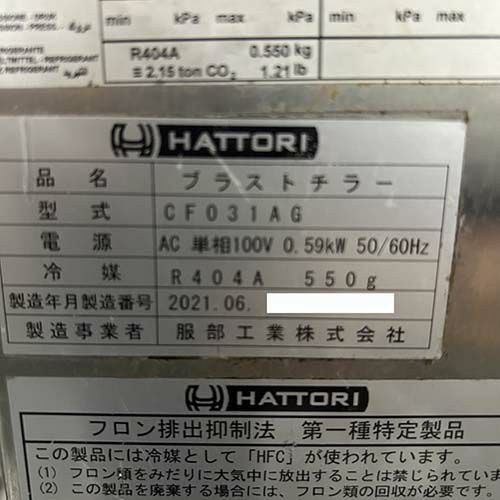 min kPa max kPa min kPa max
R404A 0.550 kg
≡ 2,15 ton CO₂ 1.21 lb
HATTORI
品名 ブラストチラー
型式 CF031AG
電源 AC 単相100V 0.59kW 50/60Hz
冷媒 R404A 550g
製造年月製造番号 2021.06.
製造事業者 服部工業株式会社
HATTORI
フロン排出抑制法 第一種特定製品
この製品には冷媒として「HFC」が使われています。
(1) フロン類をみだりに大気中に放出することは禁じられていま
(2) この製品を廃棄する場合には、フロン類の回収が必要です。